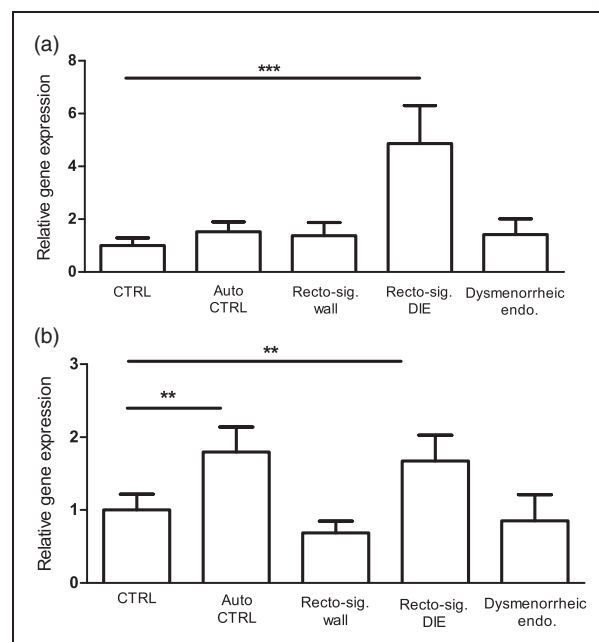 (a)
***
8
6
4
2
0
Relative gene expression
CTRL
Auto
CTRL
Recto-sig.
wall
Recto-sig.
DIE
Dysmenorrheic
endo.
(b)
**
**
3
2
1
0
Relative gene expression
CTRL
Auto
CTRL
Recto-sig.
wall
Recto-sig.
DIE
Dysmenorrheic
endo.